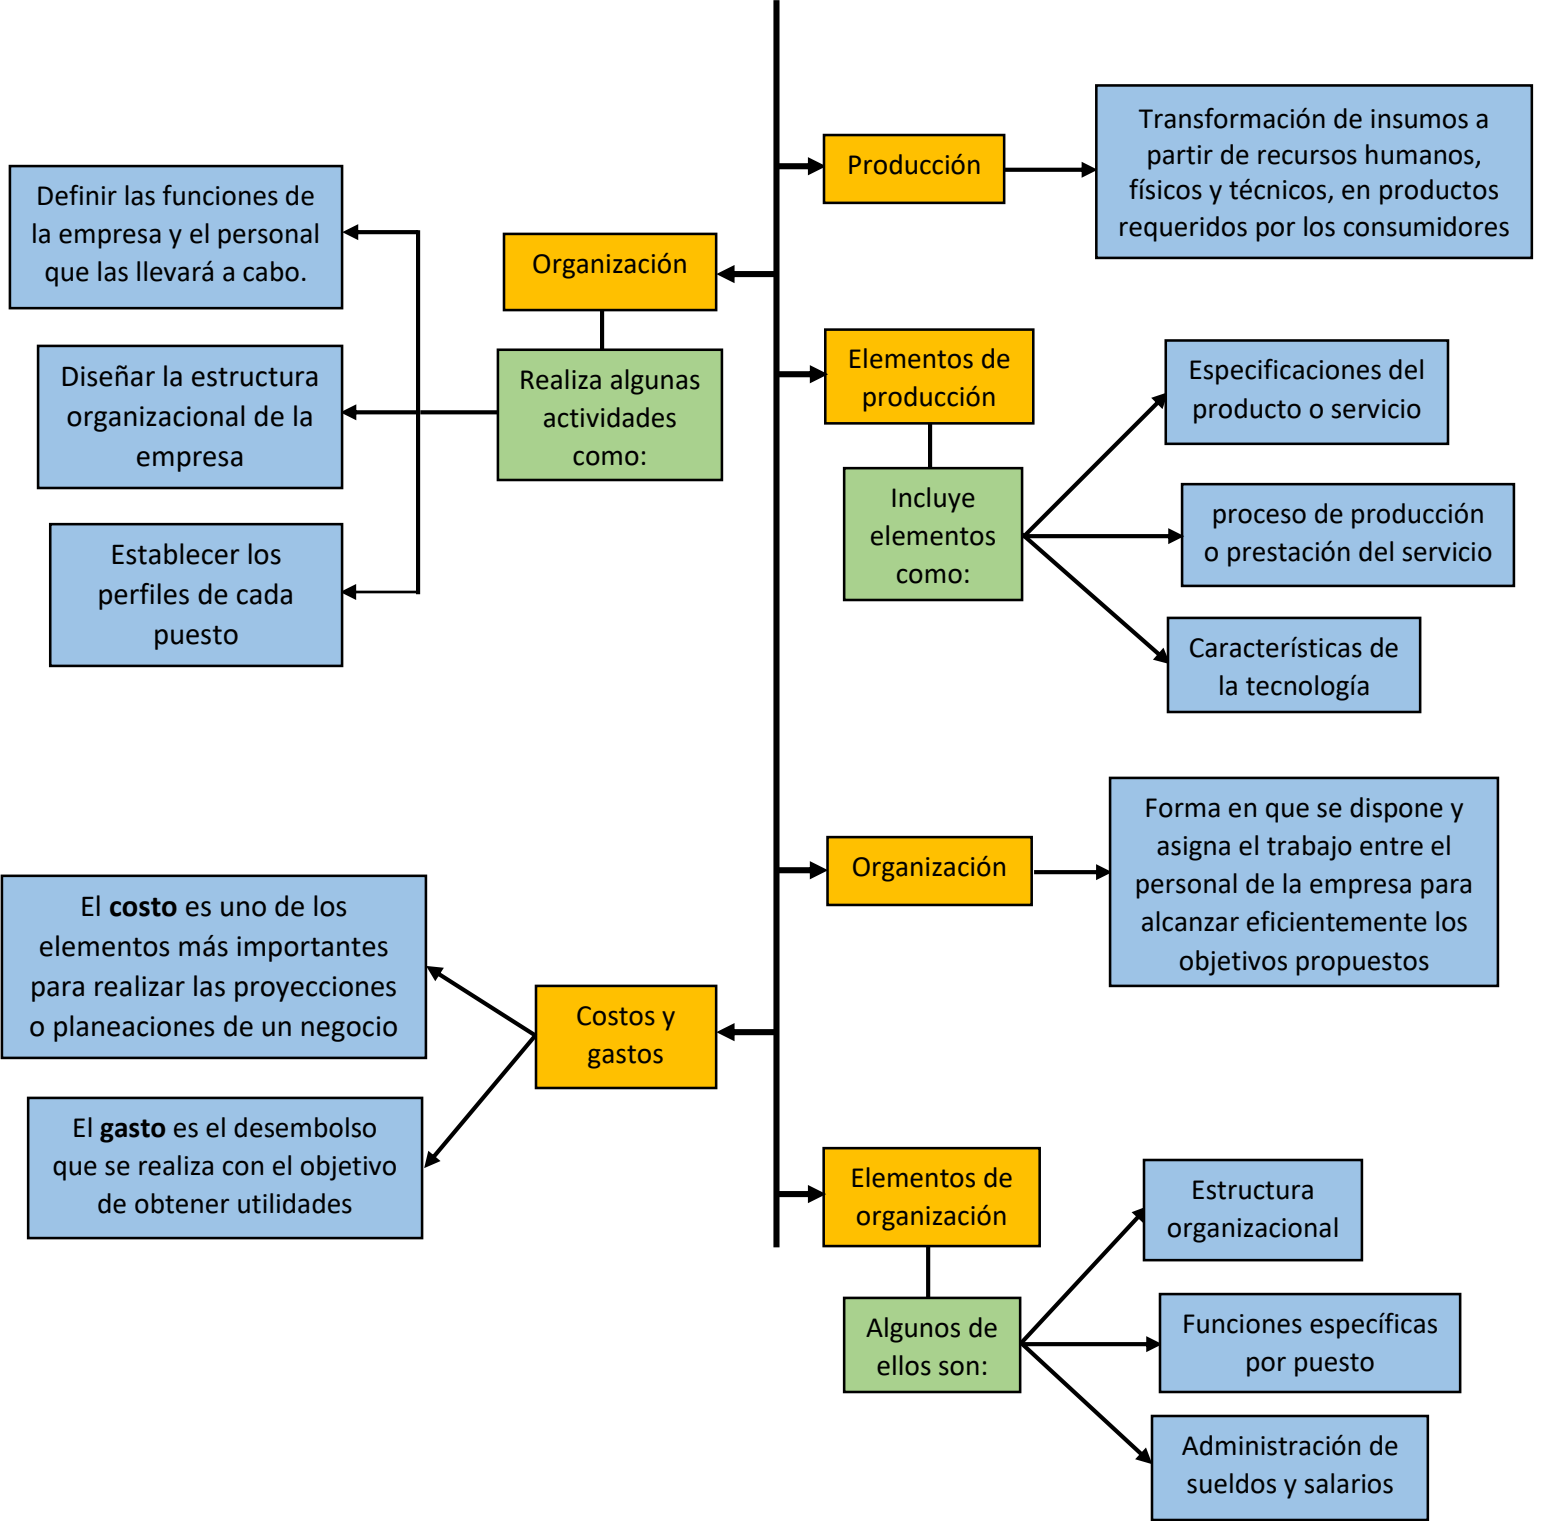 Producción
Transformación de insumos a
partir de recursos humanos,
físicos y técnicos, en productos
requeridos por los consumidores
Organización
Realiza algunas
actividades
como:
Definir las funciones de
la empresa y el personal
que las llevará a cabo.
Diseñar la estructura
organizacional de la
empresa
Establecer los
perfiles de cada
puesto
Elementos de
producción
Incluye
elementos
como:
Especificaciones del
producto o servicio
proceso de producción
o prestación del servicio
Características de
la tecnología
Organización
Forma en que se dispone y
asigna el trabajo entre el
personal de la empresa para
alcanzar eficientemente los
objetivos propuestos
Costos y
gastos
El costo es uno de los
elementos más importantes
para realizar las proyecciones
o planeaciones de un negocio
El gasto es el desembolso
que se realiza con el objetivo
de obtener utilidades
Elementos de
organización
Algunos de
ellos son:
Estructura
organizacional
Funciones específicas
por puesto
Administración de
sueldos y salarios